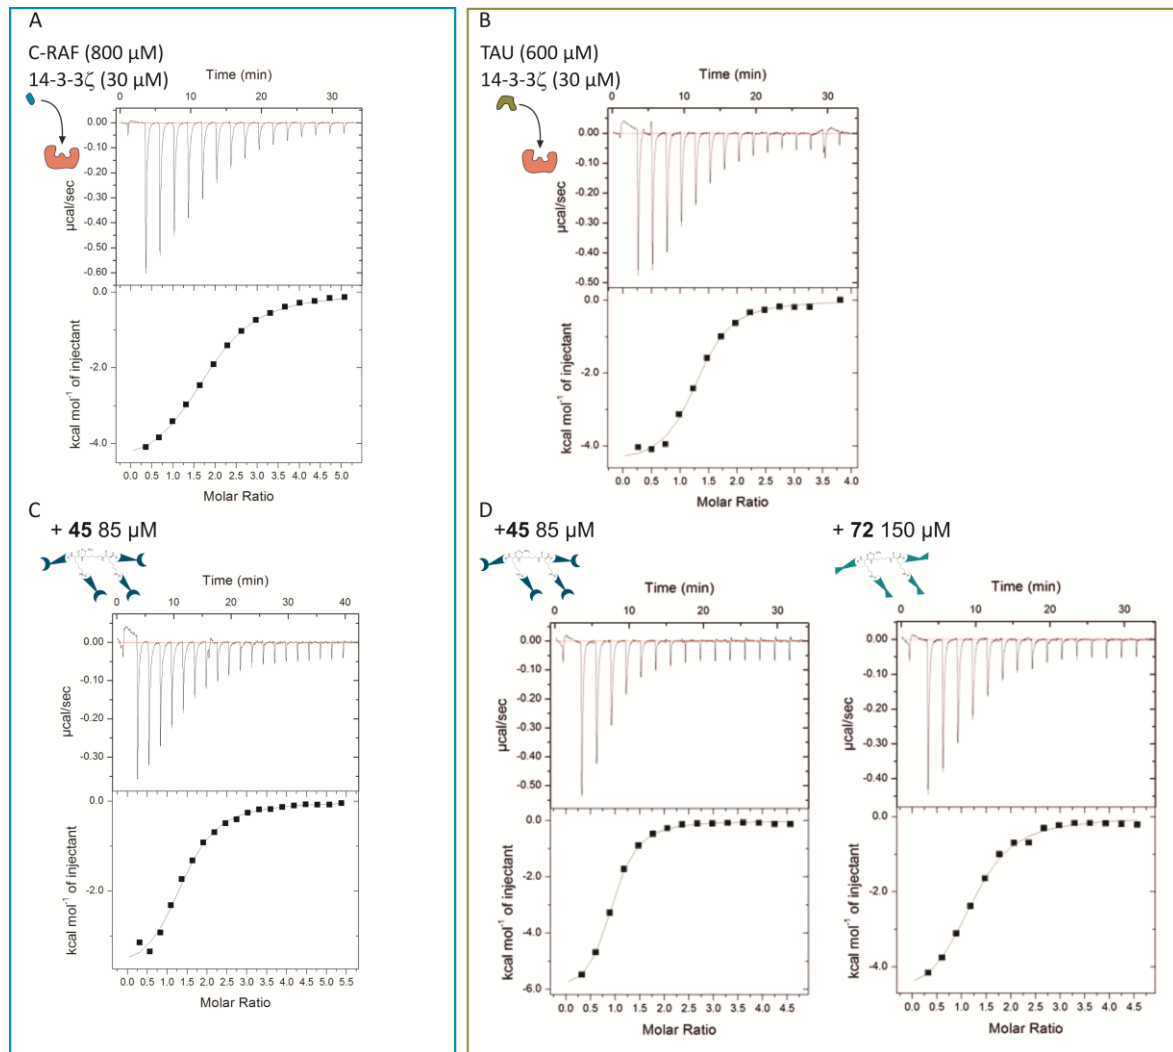 A
C-RAF (800 µM)
14-3-3ζ (30 µM)
Time (min)
0 10 20 30
0.00
-0.10
-0.20
-0.30
-0.40
-0.50
-0.60
µcal/sec
0.0
-2.0
-4.0
kcal mol⁻¹ of injectant
0.0 0.5 1.0 1.5 2.0 2.5 3.0 3.5 4.0 4.5 5.0
Molar Ratio
B
TAU (600 µM)
14-3-3ζ (30 µM)
Time (min)
0 10 20 30
0.00
-0.10
-0.20
-0.30
-0.40
-0.50
µcal/sec
0.0
-2.0
-4.0
kcal mol⁻¹ of injectant
0.0 0.5 1.0 1.5 2.0 2.5 3.0 3.5 4.0
Molar Ratio
C
+ 45 85 µM
Time (min)
0 10 20 30 40
0.00
-0.10
-0.20
-0.30
µcal/sec
0.0
-2.0
kcal mol⁻¹ of injectant
0.0 0.5 1.0 1.5 2.0 2.5 3.0 3.5 4.0 4.5 5.0 5.5
Molar Ratio
D
+45 85 µM
Time (min)
0 10 20 30
0.00
-0.10
-0.20
-0.30
-0.40
-0.50
µcal/sec
0.0
-2.0
-4.0
-6.0
kcal mol⁻¹ of injectant
0.0 0.5 1.0 1.5 2.0 2.5 3.0 3.5 4.0 4.5
Molar Ratio
+ 72 150 µM
Time (min)
0 10 20 30
0.00
-0.10
-0.20
-0.30
-0.40
µcal/sec
0.0
-2.0
-4.0
kcal mol⁻¹ of injectant
0.0 0.5 1.0 1.5 2.0 2.5 3.0 3.5 4.0 4.5
Molar Ratio